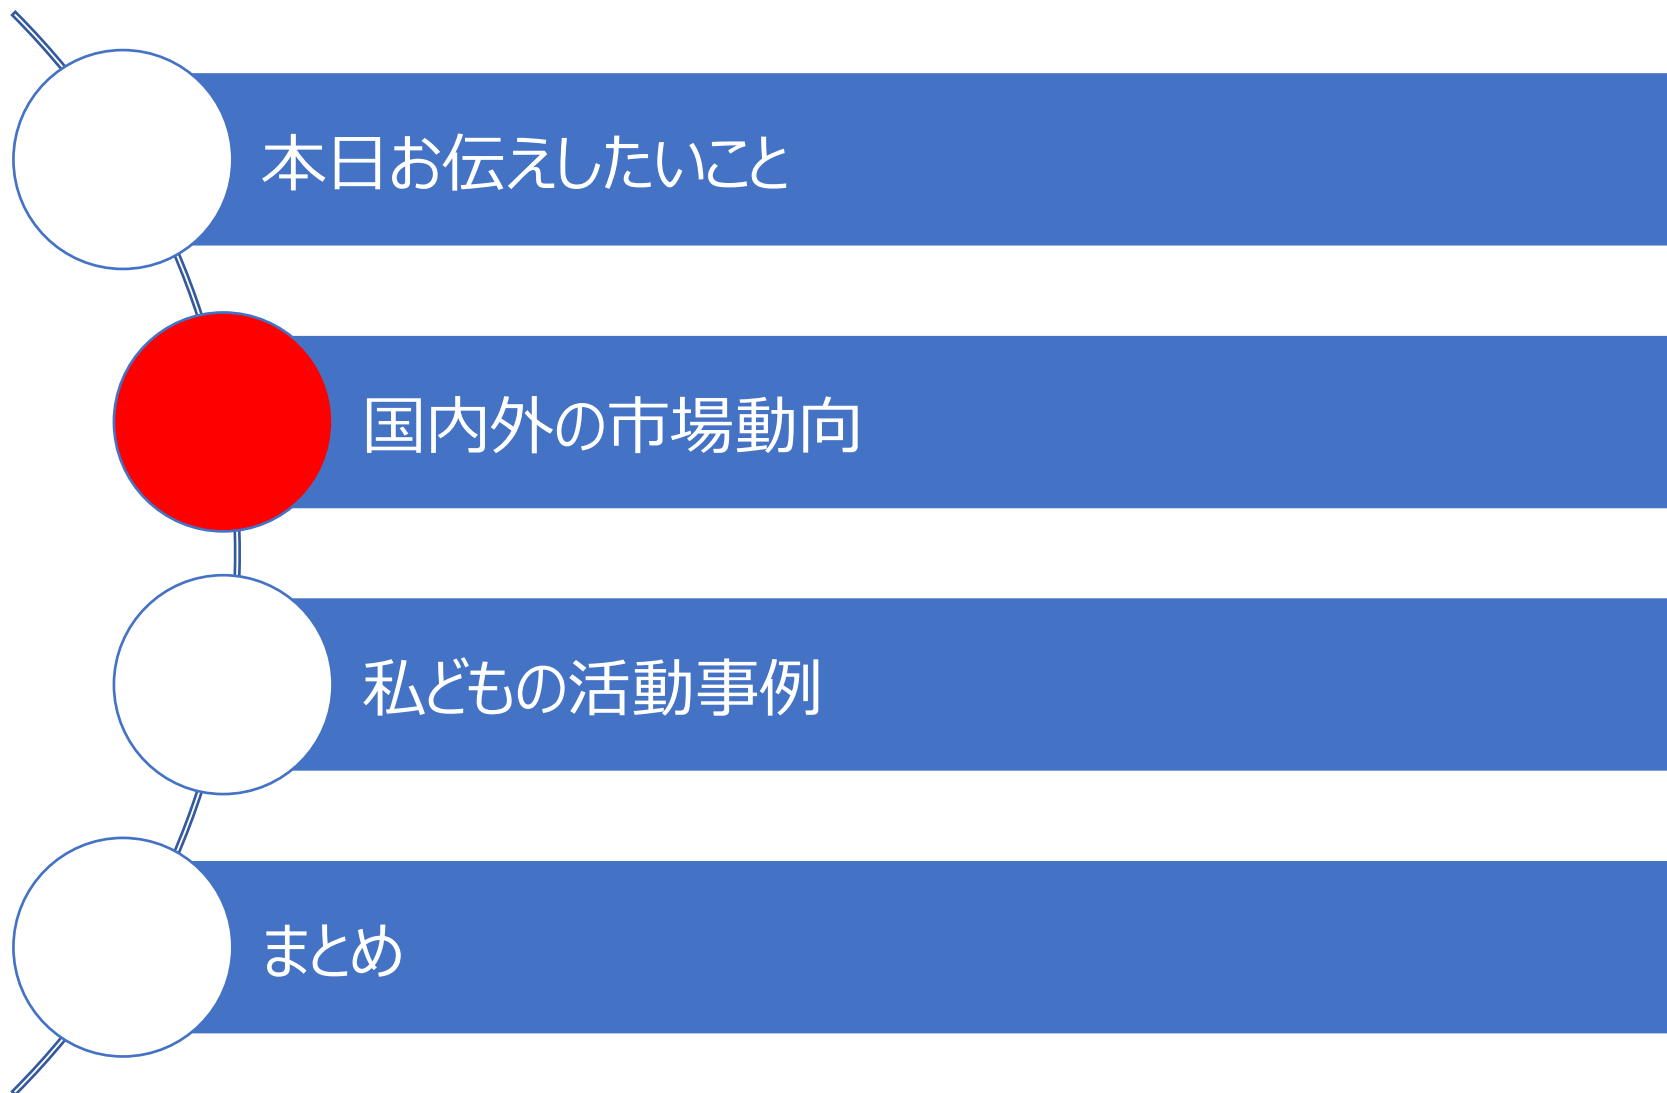 本日お伝えしたいこと
国内外の市場動向
私どもの活動事例
まとめ